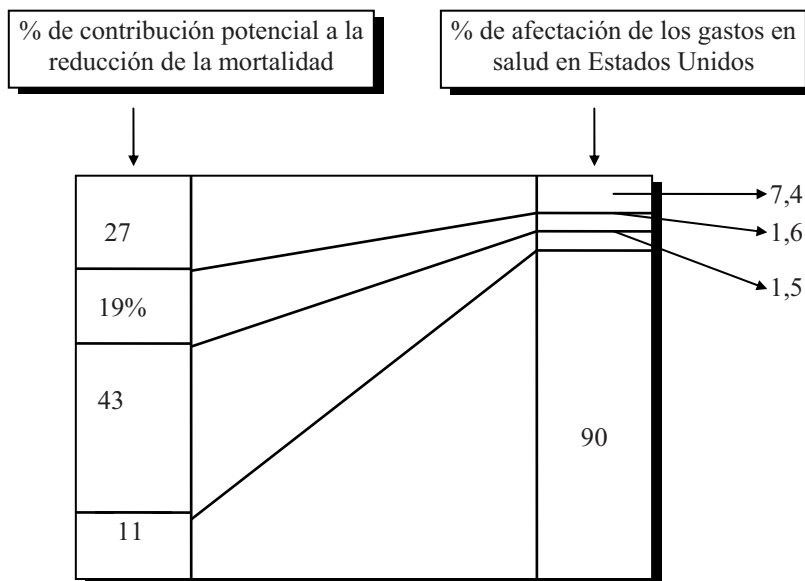 % de contribución potencial a la
reducción de la mortalidad
% de afectación de los gastos en
salud en Estados Unidos
27
19%
43
11
7,4
1,6
1,5
90